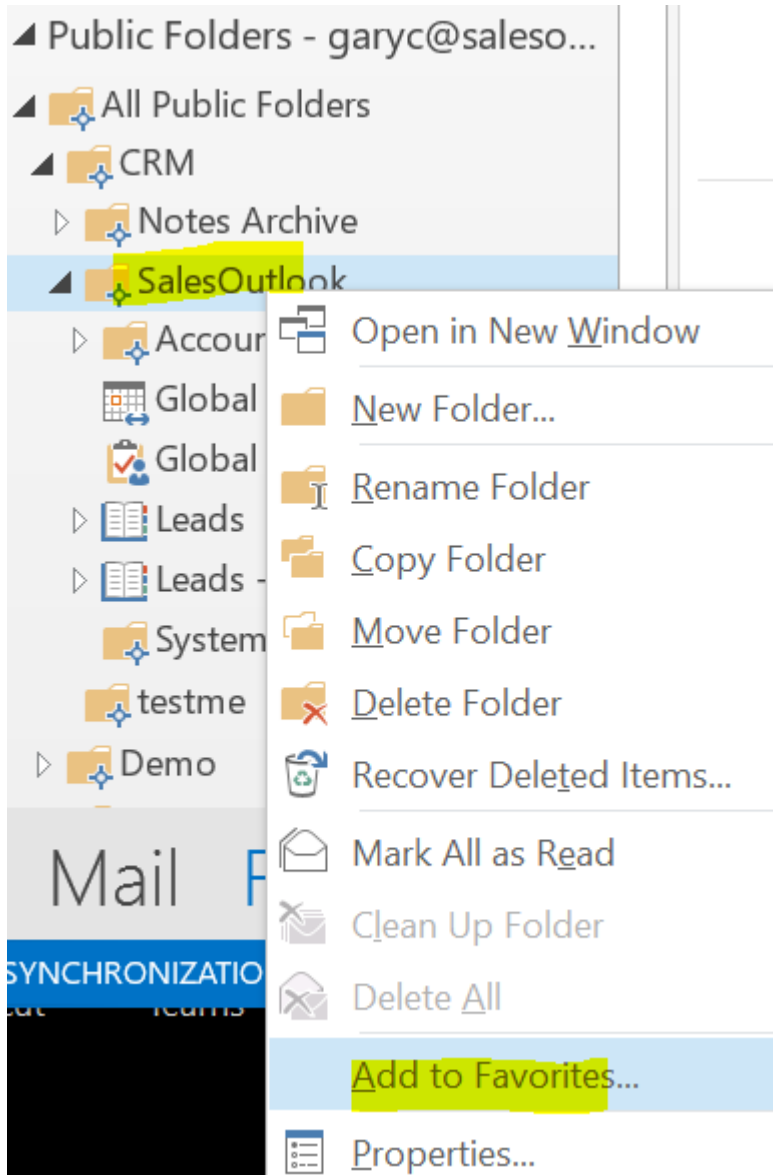 Public Folders - garyc@saleso...
All Public Folders
CRM
Notes Archive
SalesOutlook
Open in New Window
Accour
Global
New Folder...
Global
Rename Folder
Leads
Copy Folder
Leads -
Move Folder
System
Delete Folder
testme
Recover Deleted Items...
Demo
Mark All as Read
Mail
Clean Up Folder
SYNCHRONIZATIO
Delete All
Add to Favorites...
Properties...